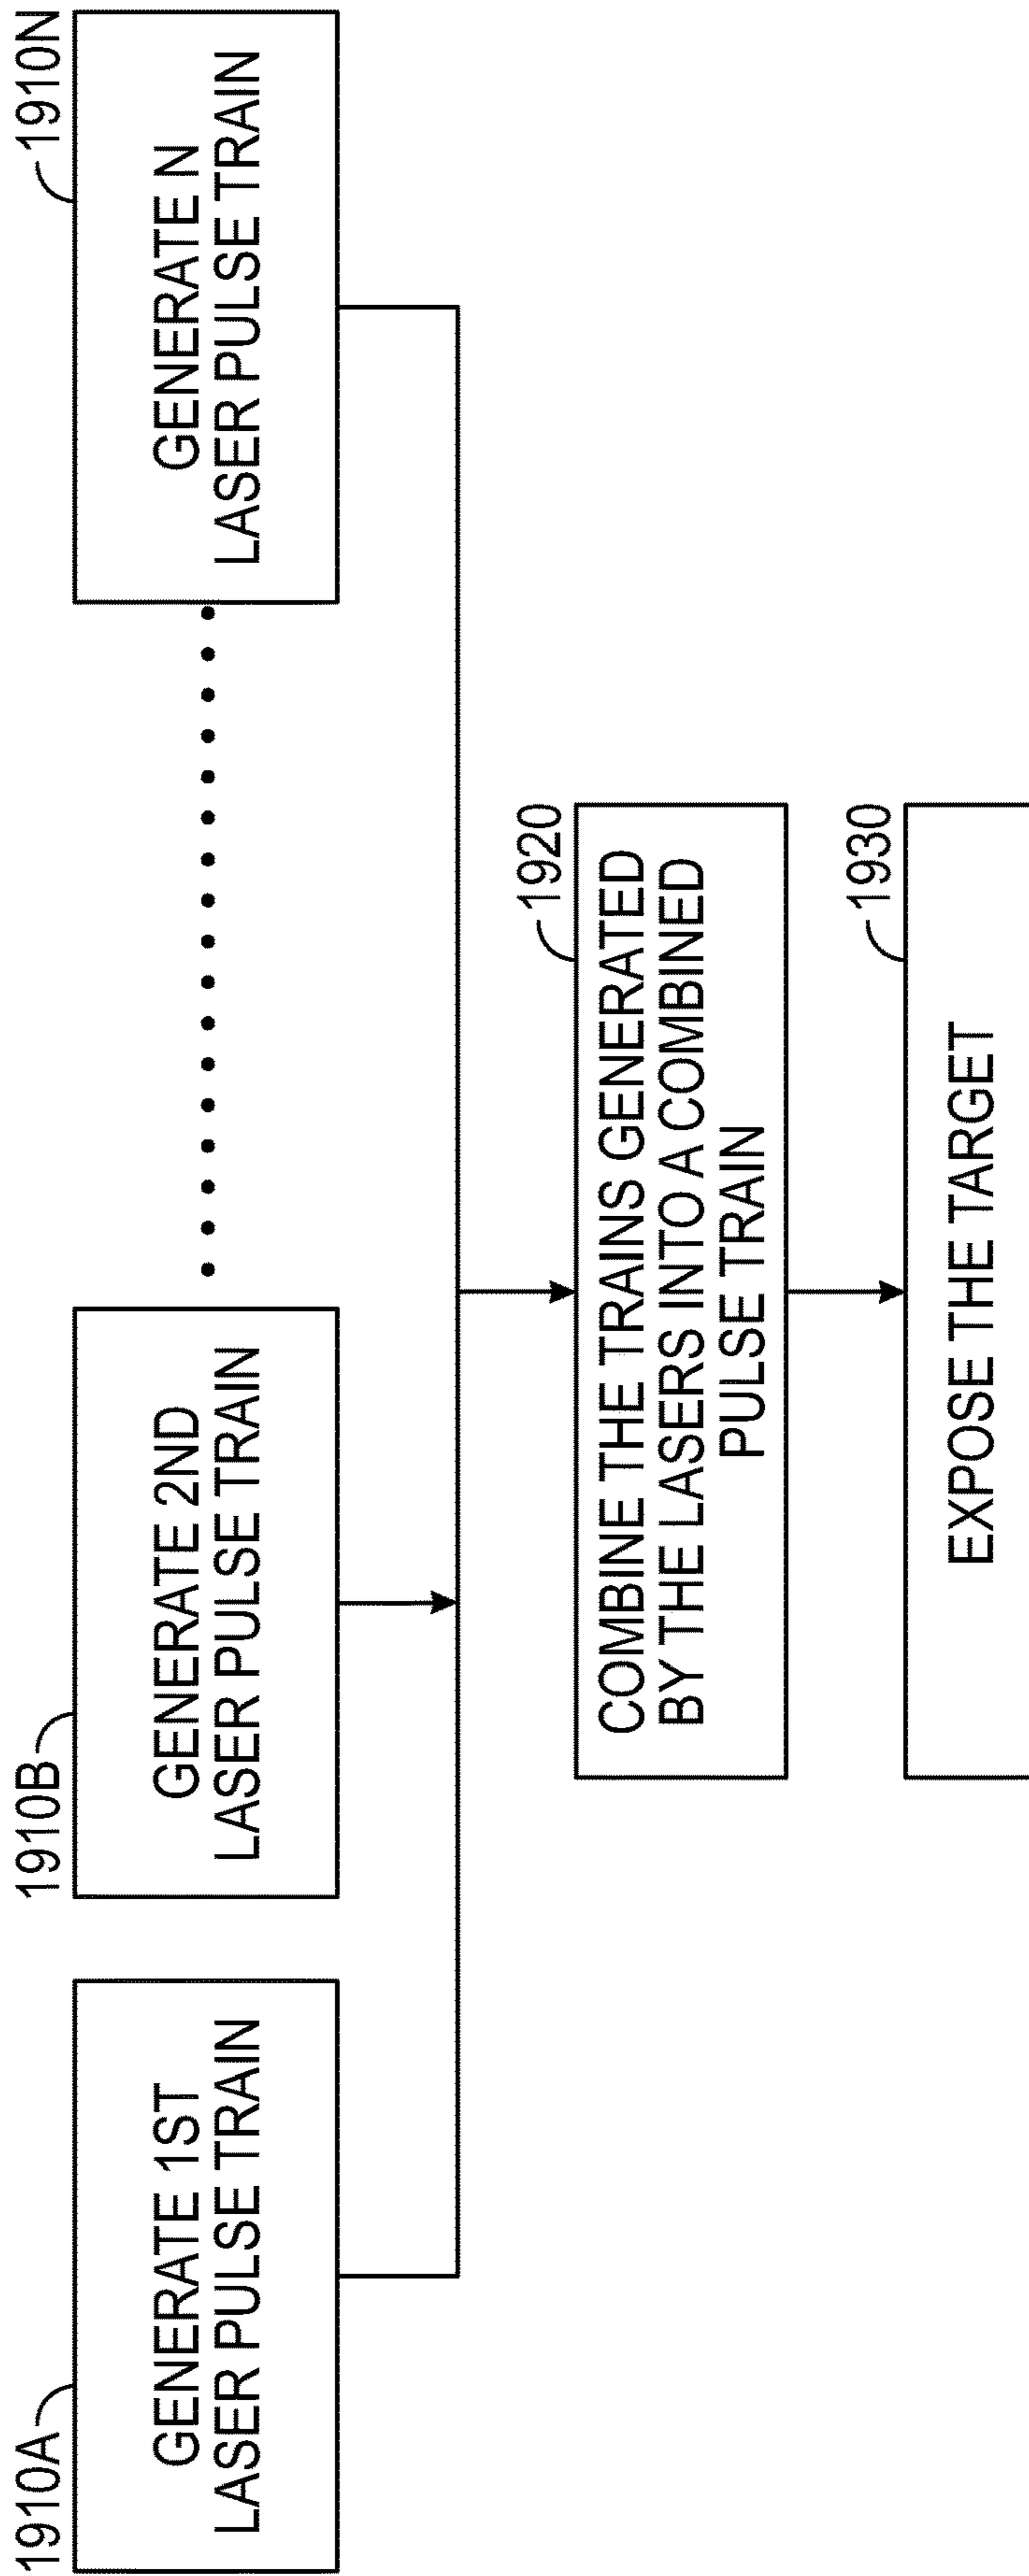 1910A
GENERATE 1ST
LASER PULSE TRAIN
1910B
GENERATE 2ND
LASER PULSE TRAIN
1910N
GENERATE N
LASER PULSE TRAIN
1920
COMBINE THE TRAINS GENERATED
BY THE LASERS INTO A COMBINED
PULSE TRAIN
1930
EXPOSE THE TARGET